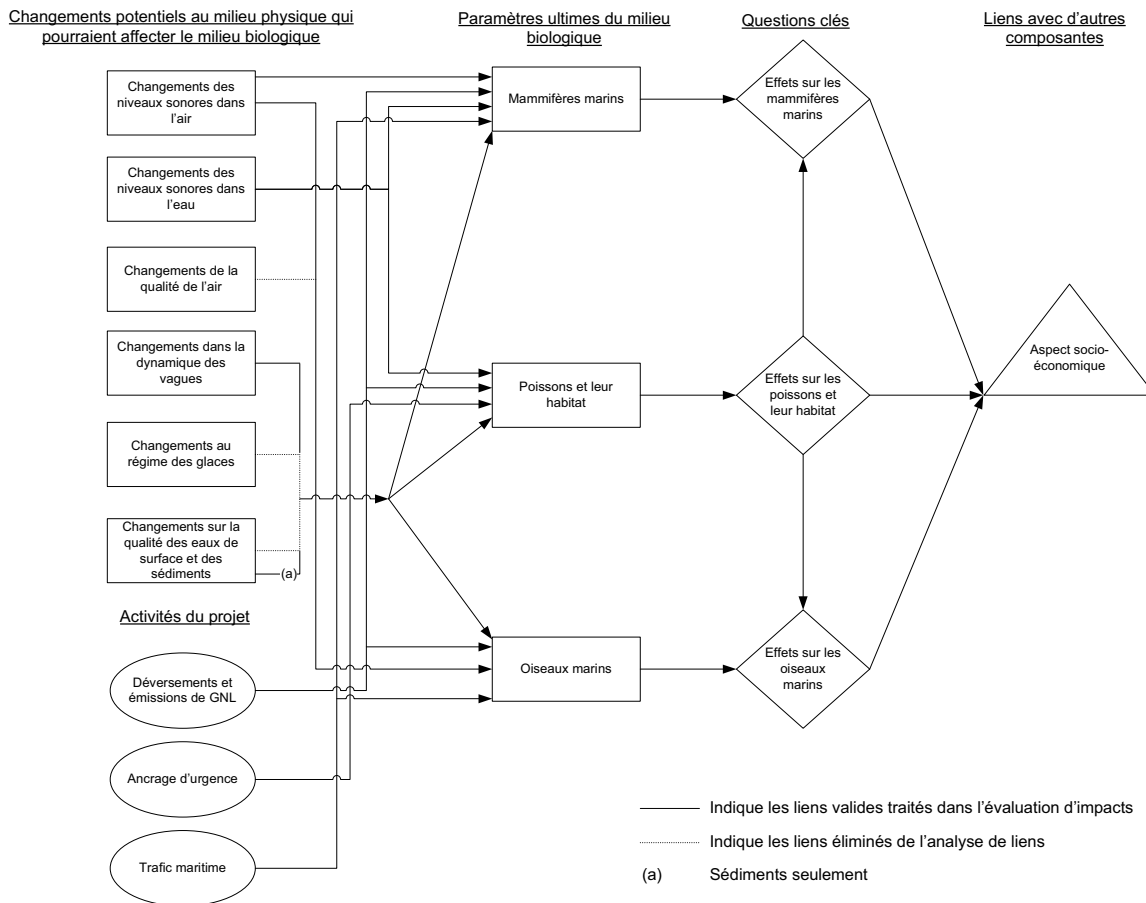 Changements potentiels au milieu physique qui
pourraient affecter le milieu biologique
Paramètres ultimes du milieu
biologique
Questions clés
Liens avec d'autres
composantes
Changements des
niveaux sonores dans
l'air
Changements des
niveaux sonores dans
l'eau
Changements de la
qualité de l'air
Changements dans la
dynamique des
vagues
Changements au
régime des glaces
Changements sur la
qualité des eaux de
surface et des
sédiments
(a)
Activités du projet
Déversements et
émissions de GNL
Ancrage d'urgence
Trafic maritime
Mammifères marins
Poissons et leur
habitat
Oiseaux marins
Effets sur les
mammifères
marins
Effets sur les
poissons et
leur habitat
Effets sur les
oiseaux
marins
Aspect socio-
économique
Indique les liens valides traités dans l'évaluation d'impacts
Indique les liens éliminés de l'analyse de liens
(a) Sédiments seulement